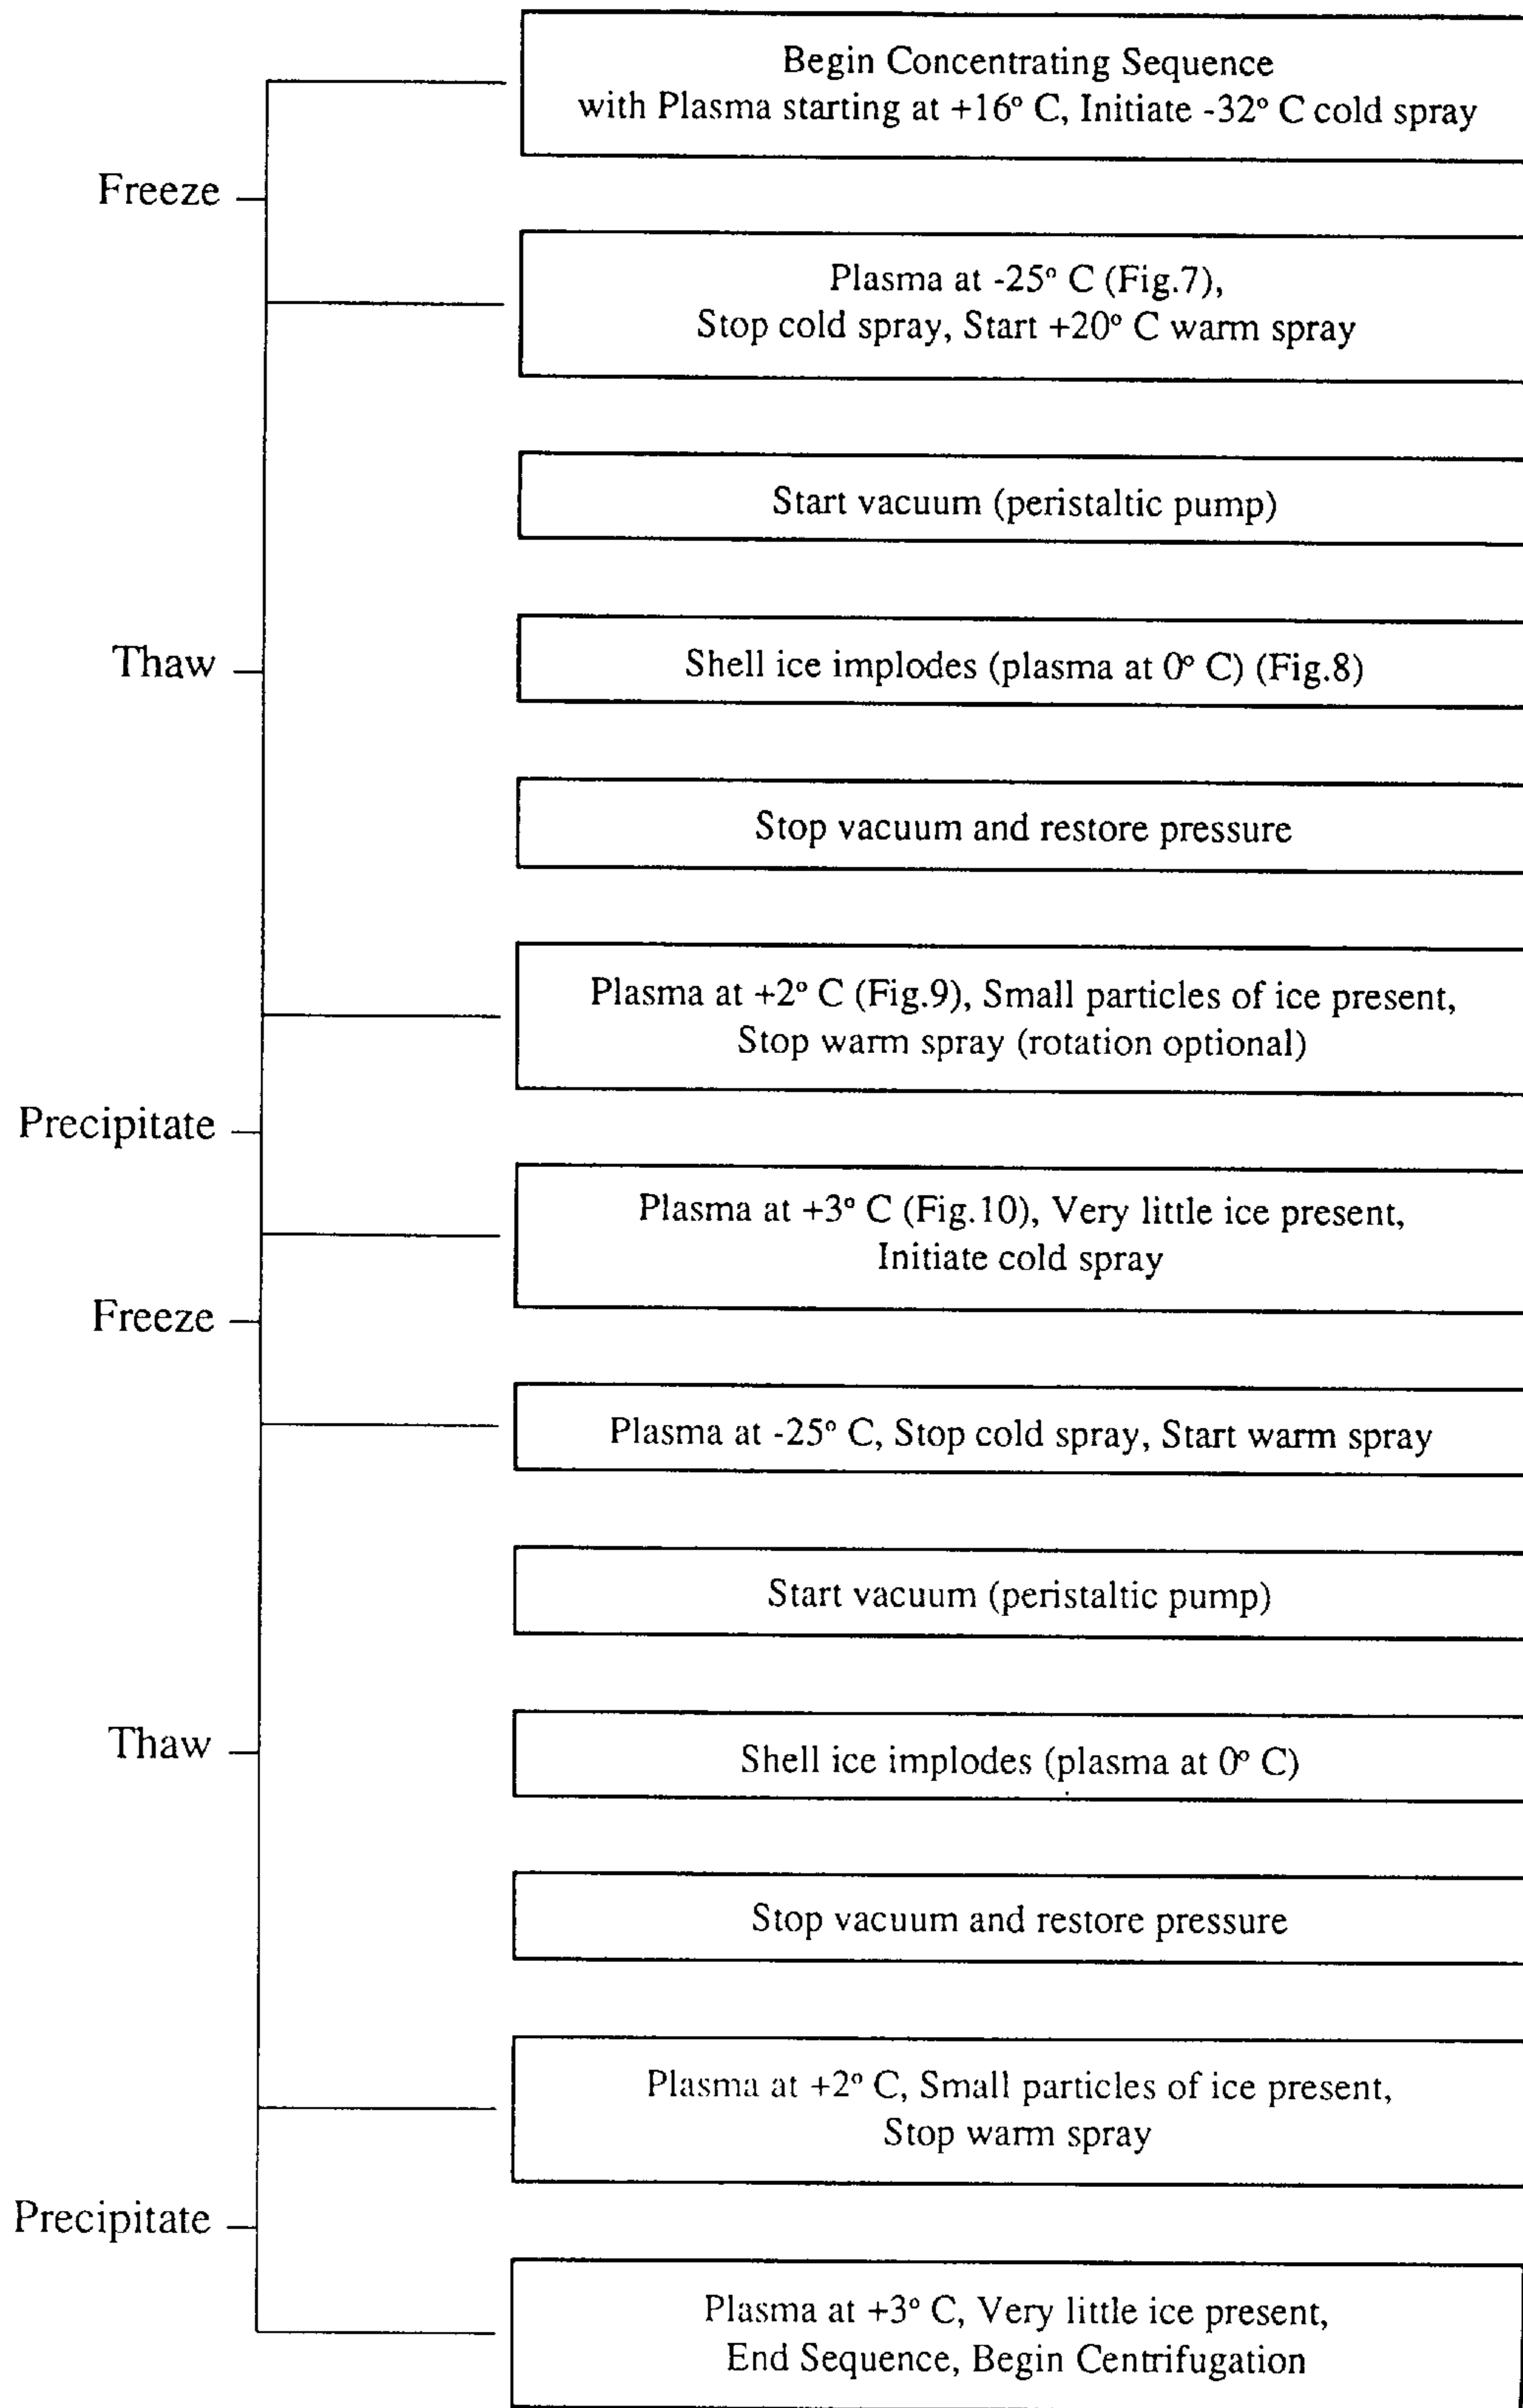 Begin Concentrating Sequence
with Plasma starting at +16° C, Initiate -32° C cold spray
Freeze
Plasma at -25° C (Fig.7),
Stop cold spray, Start +20° C warm spray
Start vacuum (peristaltic pump)
Thaw
Shell ice implodes (plasma at 0° C) (Fig.8)
Stop vacuum and restore pressure
Plasma at +2° C (Fig.9), Small particles of ice present,
Stop warm spray (rotation optional)
Precipitate
Plasma at +3° C (Fig.10), Very little ice present,
Initiate cold spray
Freeze
Plasma at -25° C, Stop cold spray, Start warm spray
Start vacuum (peristaltic pump)
Thaw
Shell ice implodes (plasma at 0° C)
Stop vacuum and restore pressure
Plasma at +2° C, Small particles of ice present,
Stop warm spray
Precipitate
Plasma at +3° C, Very little ice present,
End Sequence, Begin Centrifugation